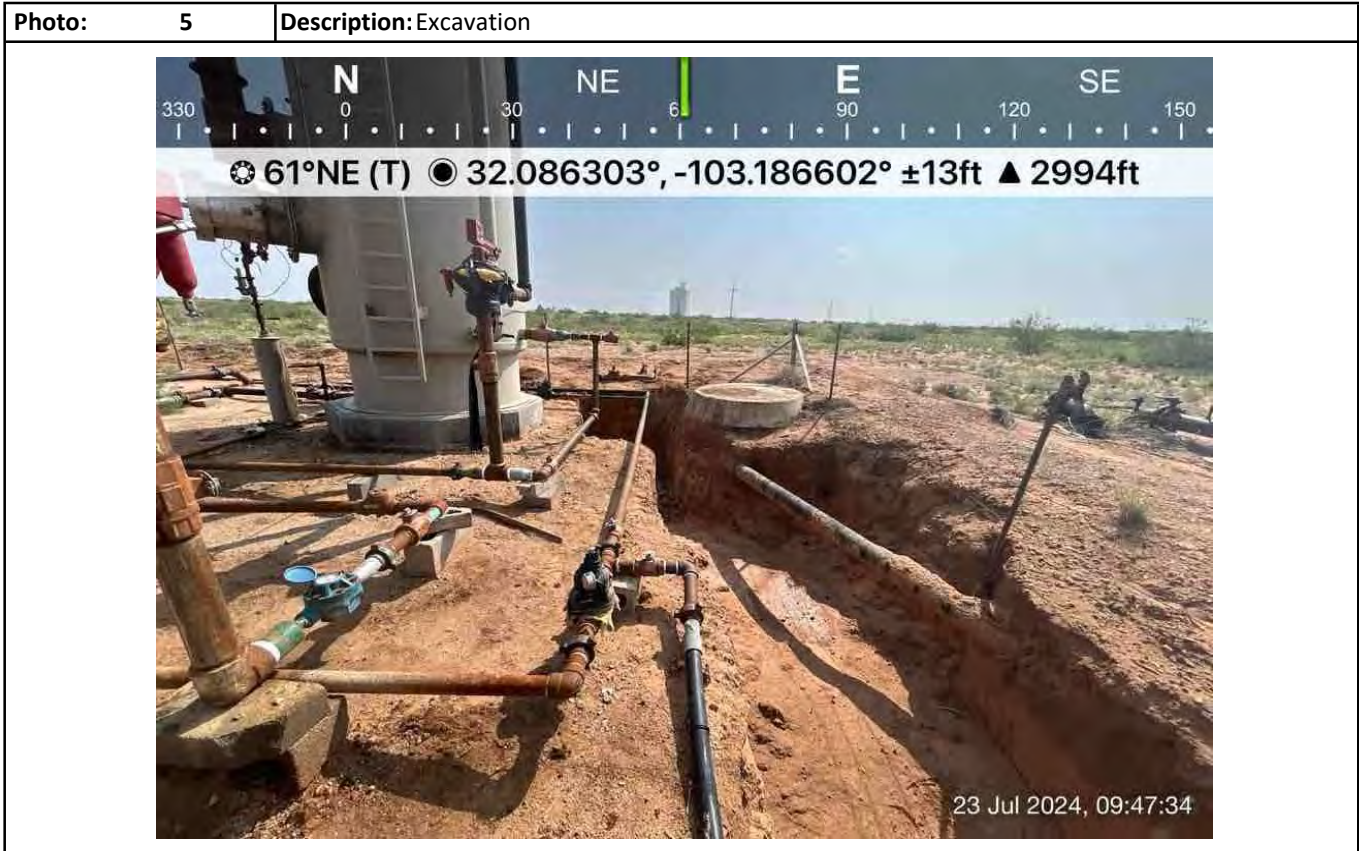 Photo: 5 Description: Excavation
N NE E SE
330 0 30 60 90 120 150
61°NE (T) 32.086303°, -103.186602° ±13ft ▲ 2994ft
23 Jul 2024, 09:47:34